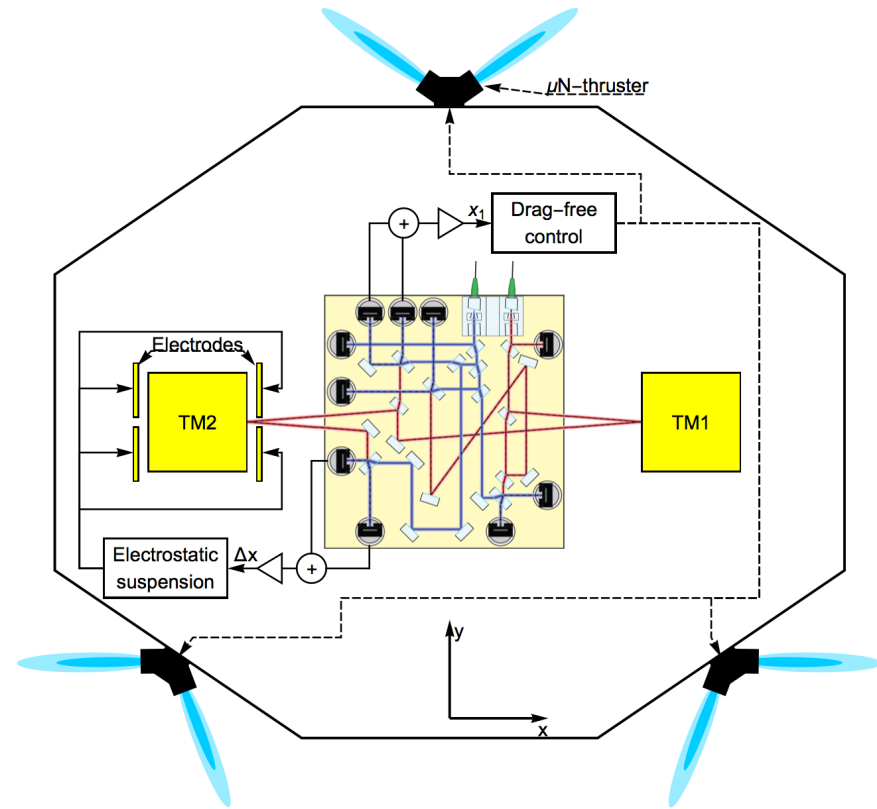 μN−thruster
x1
Drag−free
control
+
Electrodes
TM2
TM1
Electrostatic
suspension
Δx
+
y
x